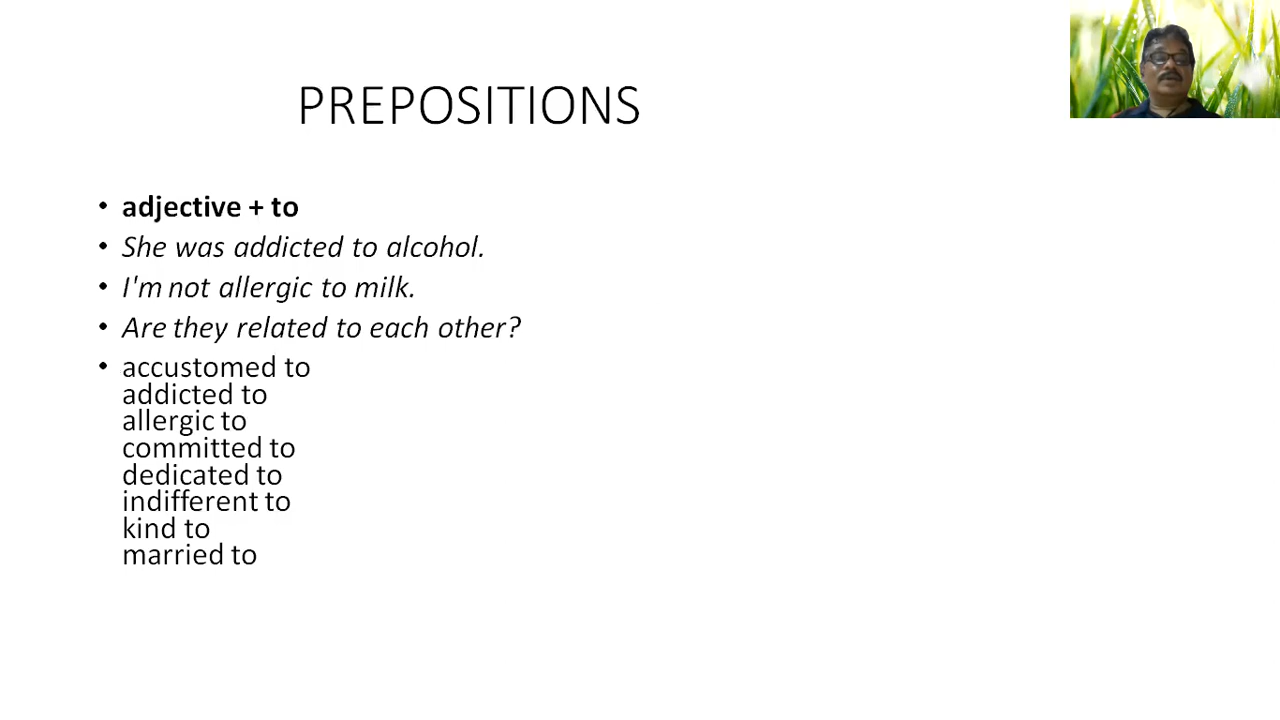 PREPOSITIONS
• adjective + to
• She was addicted to alcohol.
• I'm not allergic to milk.
• Are they related to each other?
• accustomed to
addicted to
allergic to
committed to
dedicated to
indifferent to
kind to
married to